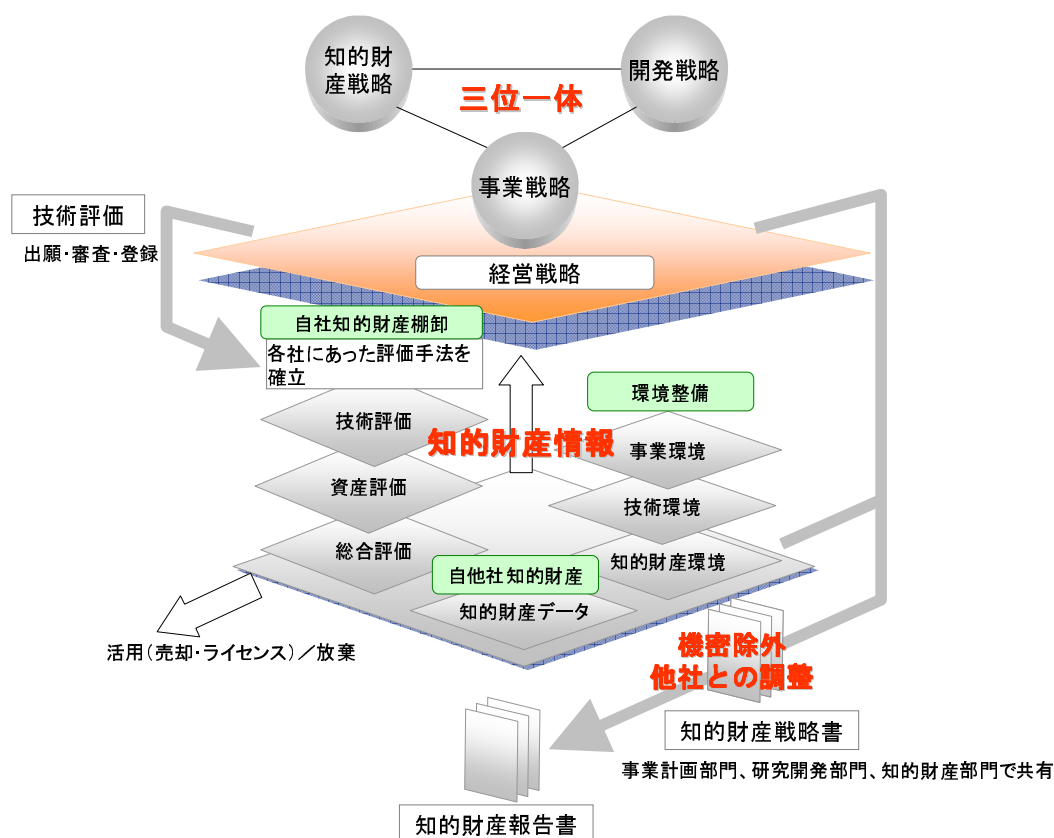 知的財
産戦略
開発戦略
三位一体
事業戦略
技術評価
出願・審査・登録
経営戦略
自社知的財産棚卸
各社にあった評価手法を
確立
環境整備
技術評価
知的財産情報
事業環境
資産評価
技術環境
総合評価
知的財産環境
自他社知的財産
知的財産データ
活用(売却・ライセンス)/放棄
機密除外
他社との調整
知的財産戦略書
事業計画部門、研究開発部門、知的財産部門で共有
知的財産報告書